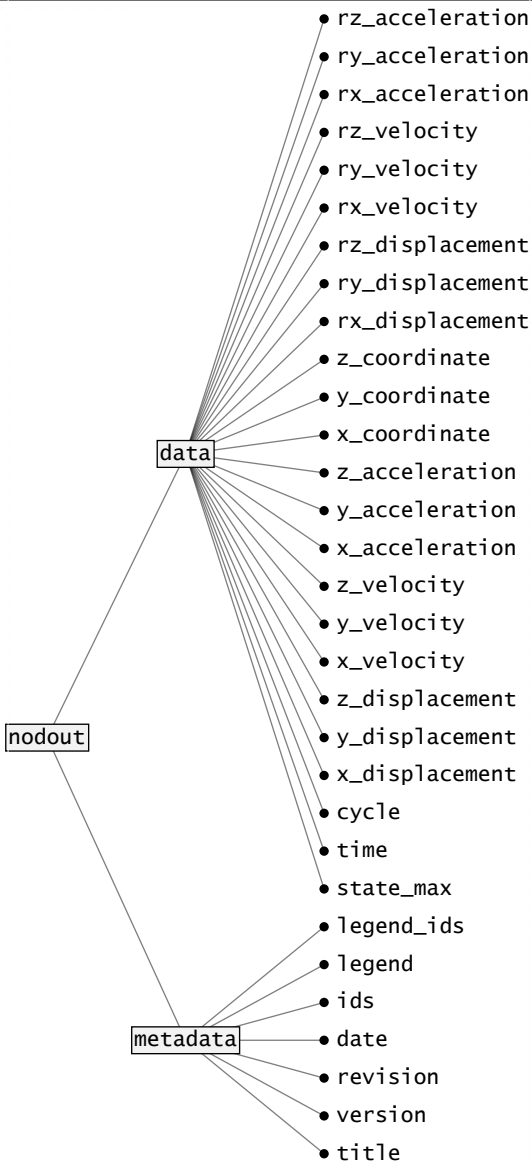 rz_acceleration
ry_acceleration
rx_acceleration
rz_velocity
ry_velocity
rx_velocity
rz_displacement
ry_displacement
rx_displacement
z_coordinate
y_coordinate
x_coordinate
data
z_acceleration
y_acceleration
x_acceleration
z_velocity
y_velocity
x_velocity
z_displacement
nodout
y_displacement
x_displacement
cycle
time
state_max
legend_ids
legend
ids
metadata
date
revision
version
title